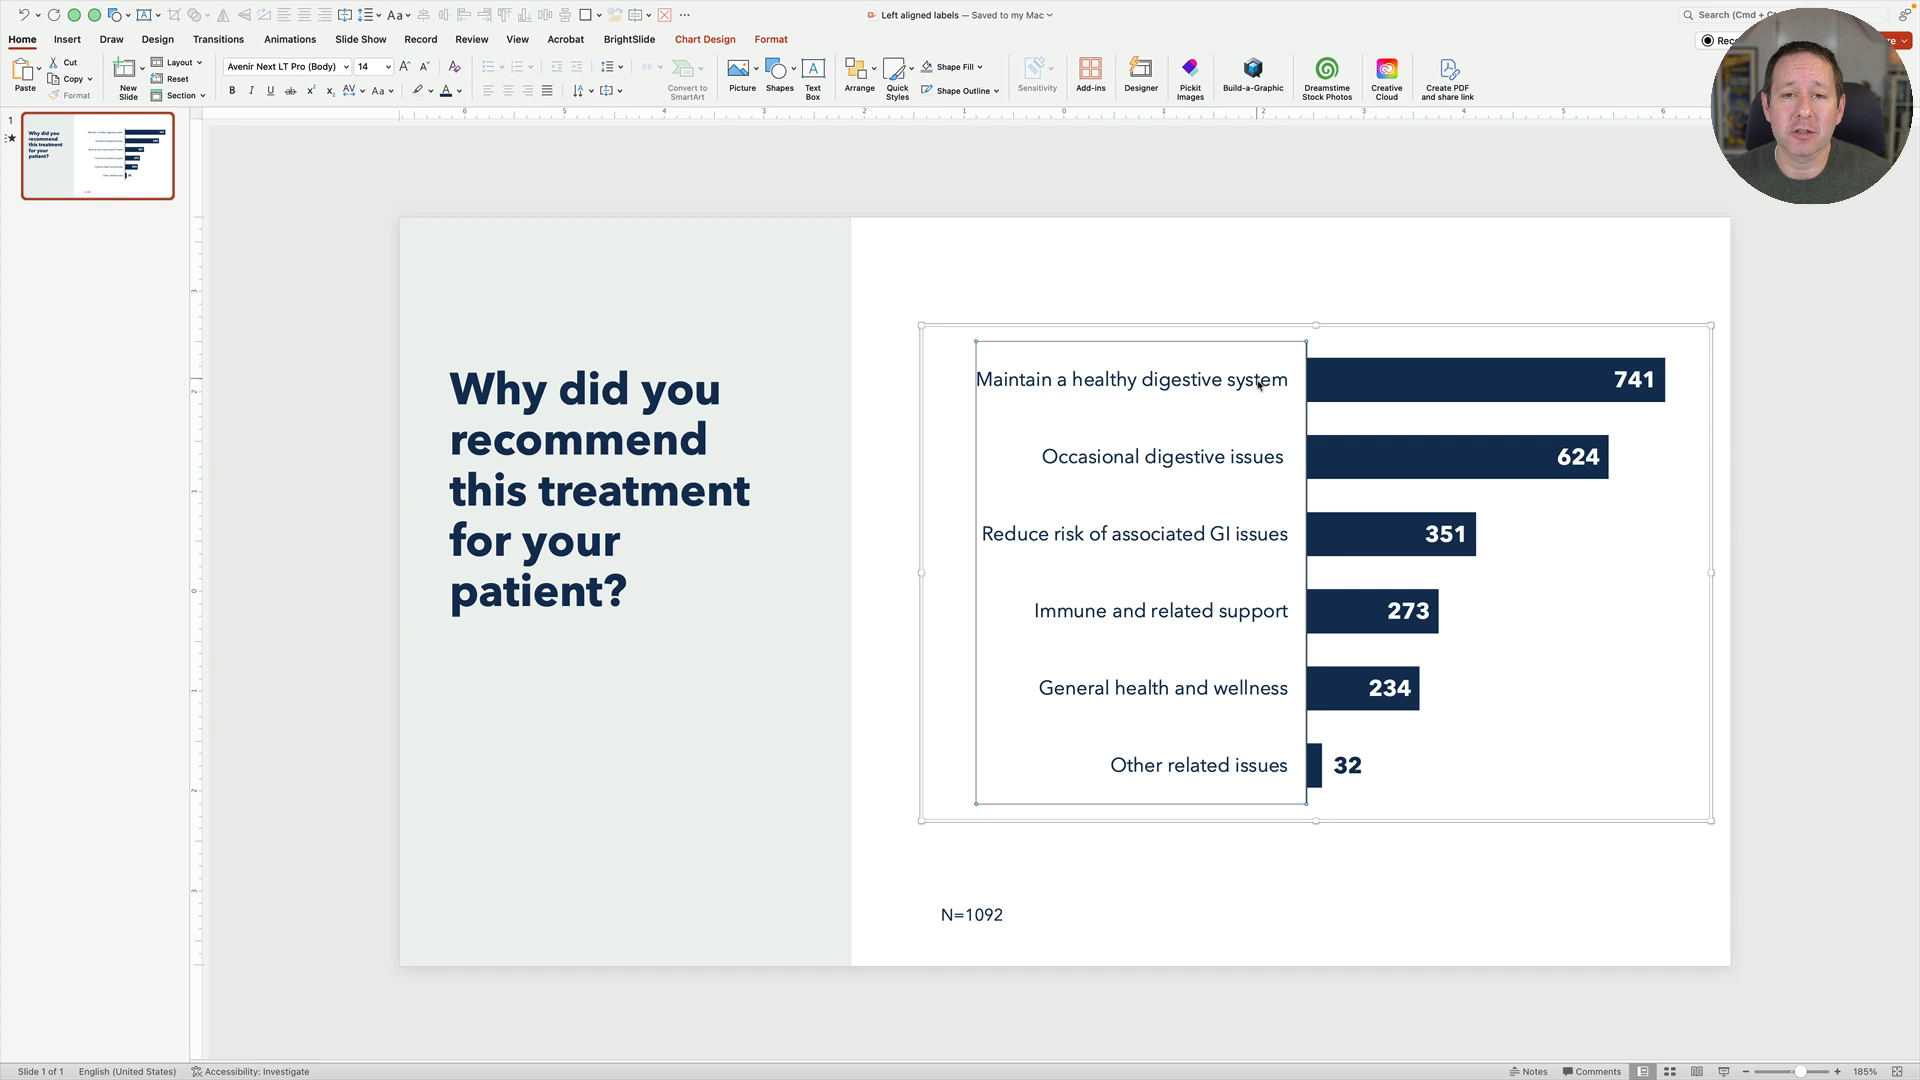 Left aligned labels — Saved to my Mac
Search (Cmd + C
Home Insert Draw Design Transitions Animations Slide Show Record Review View Acrobat BrightSlide Chart Design Format
Paste
Cut
Copy
Format
New Slide
Layout
Reset
Section
Avenir Next LT Pro (Body)
14
Convert to SmartArt
Picture
Shapes
Text Box
Arrange
Quick Styles
Shape Fill
Shape Outline
Sensitivity
Add-ins
Designer
Pickit Images
Build-a-Graphic
Dreamstime Stock Photos
Creative Cloud
Create PDF and share link
1
Why did you
recommend
this treatment
for your
patient?
Maintain a healthy digestive system 741
Occasional digestive issues 624
Reduce risk of associated GI issues 351
Immune and related support 273
General health and wellness 234
Other related issues 32
N=1092
Slide 1 of 1 English (United States) Accessibility: Investigate Notes Comments 185%